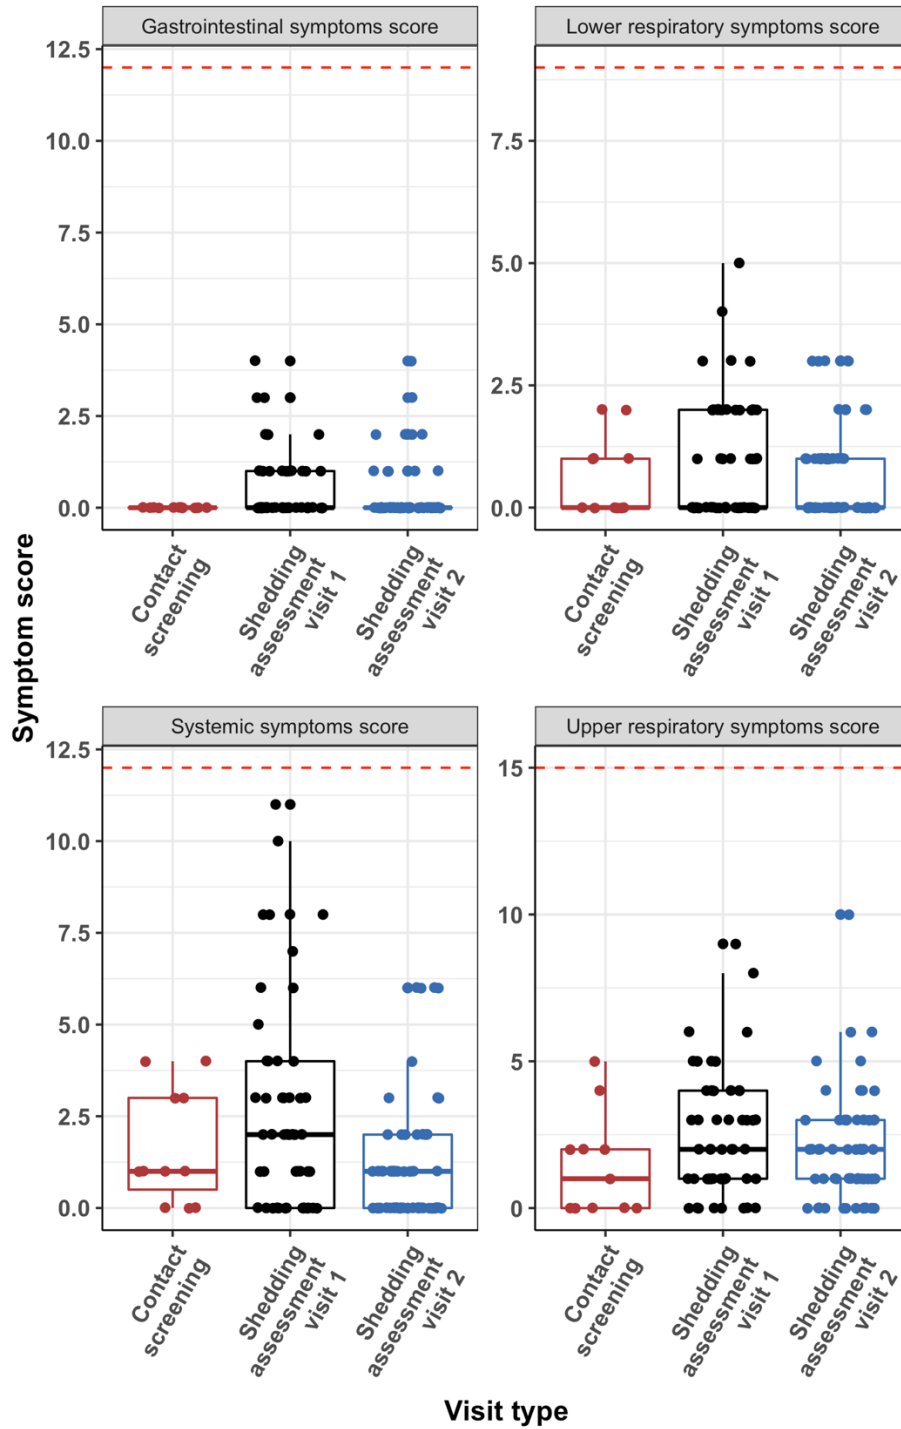 Gastrointestinal symptoms score
Lower respiratory symptoms score
12.5
10.0
7.5
5.0
2.5
0.0
7.5
5.0
2.5
0.0
Contact
screening
Shedding
assessment
visit 1
Shedding
assessment
visit 2
Contact
screening
Shedding
assessment
visit 1
Shedding
assessment
visit 2
Symptom score
Systemic symptoms score
Upper respiratory symptoms score
12.5
10.0
7.5
5.0
2.5
0.0
15
10
5
0
Contact
screening
Shedding
assessment
visit 1
Shedding
assessment
visit 2
Contact
screening
Shedding
assessment
visit 1
Shedding
assessment
visit 2
Visit type